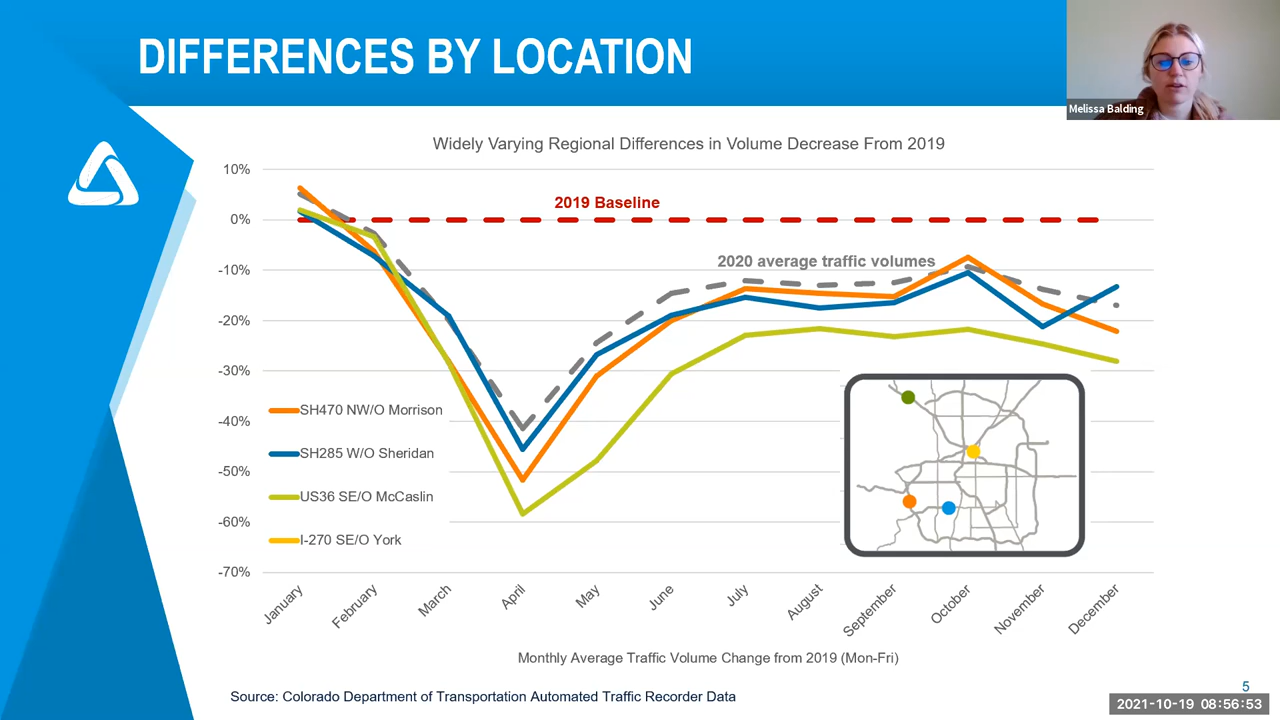 DIFFERENCES BY LOCATION
Melissa Balding
Widely Varying Regional Differences in Volume Decrease From 2019
10%
0%
-10%
-20%
-30%
-40%
-50%
-60%
-70%
2019 Baseline
2020 average traffic volumes
SH470 NW/O Morrison
SH285 W/O Sheridan
US36 SE/O McCaslin
I-270 SE/O York
January
February
March
April
May
June
July
August
September
October
November
December
Monthly Average Traffic Volume Change from 2019 (Mon-Fri)
Source: Colorado Department of Transportation Automated Traffic Recorder Data
5
2021-10-19 08:56:53